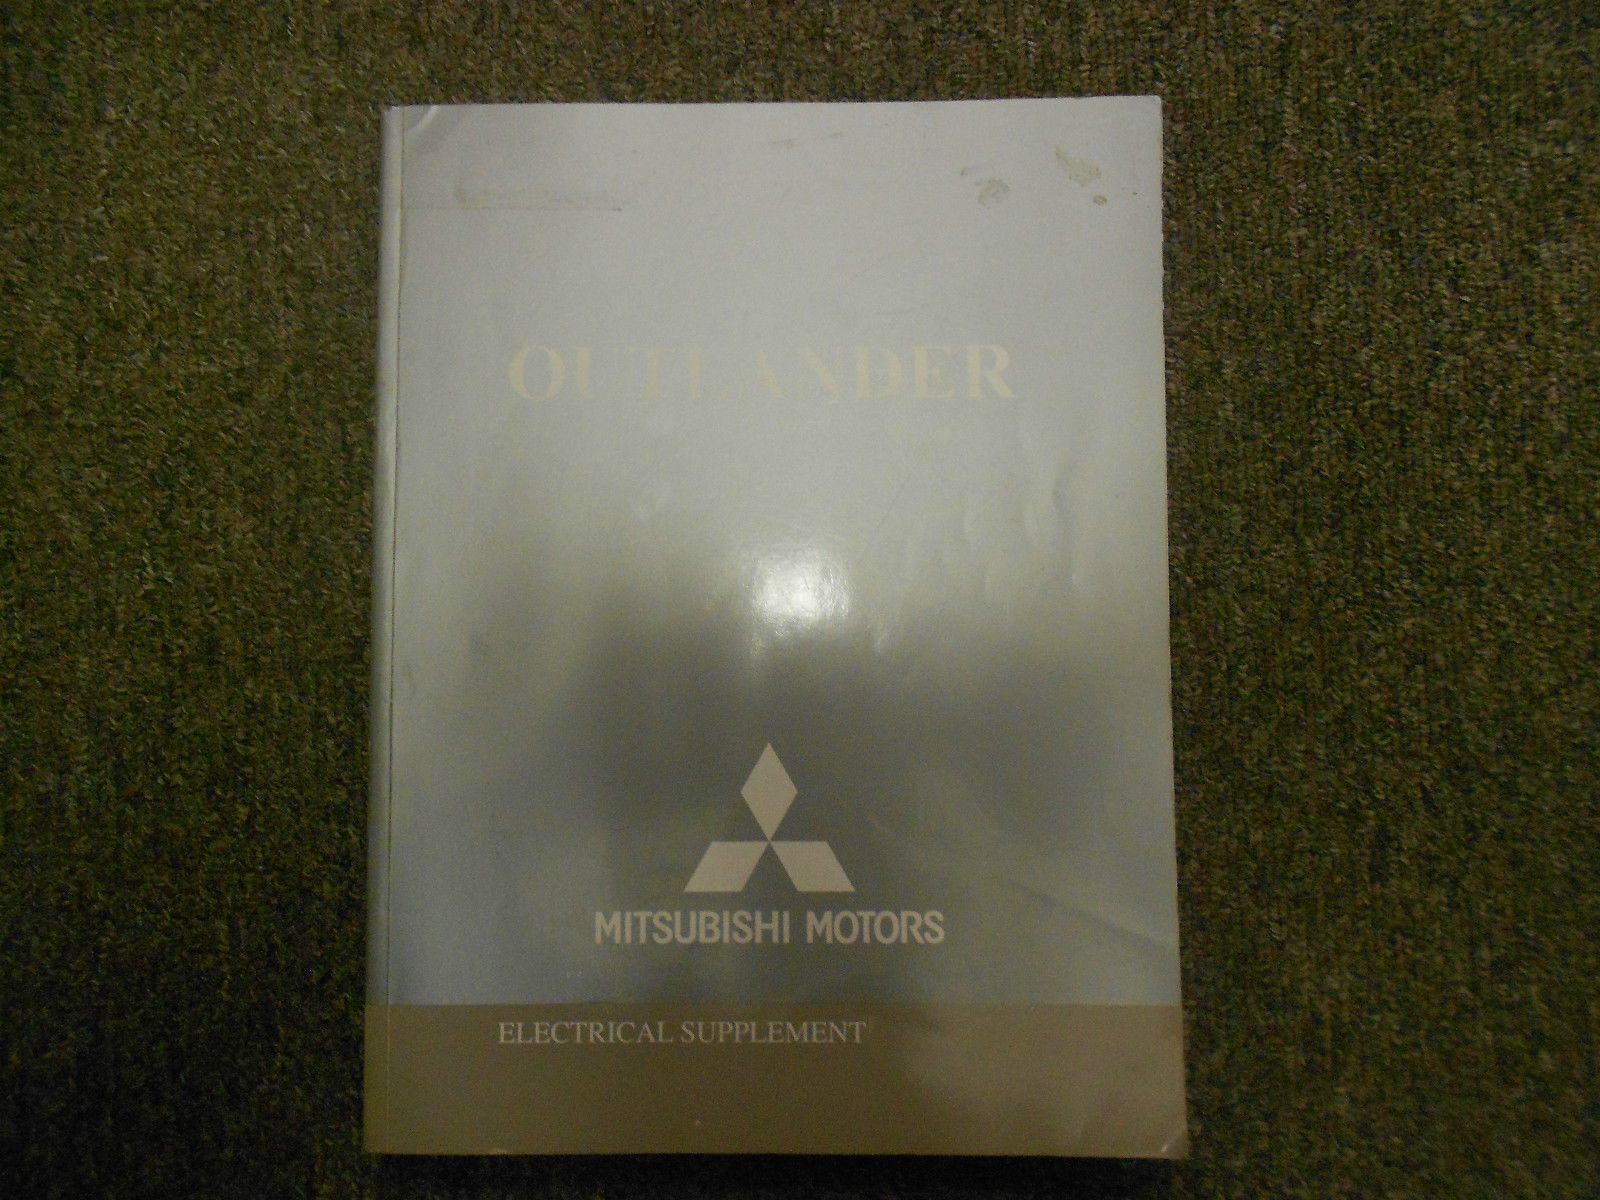 OUTLANDER
MITSUBISHI MOTORS
ELECTRICAL SUPPLEMENT